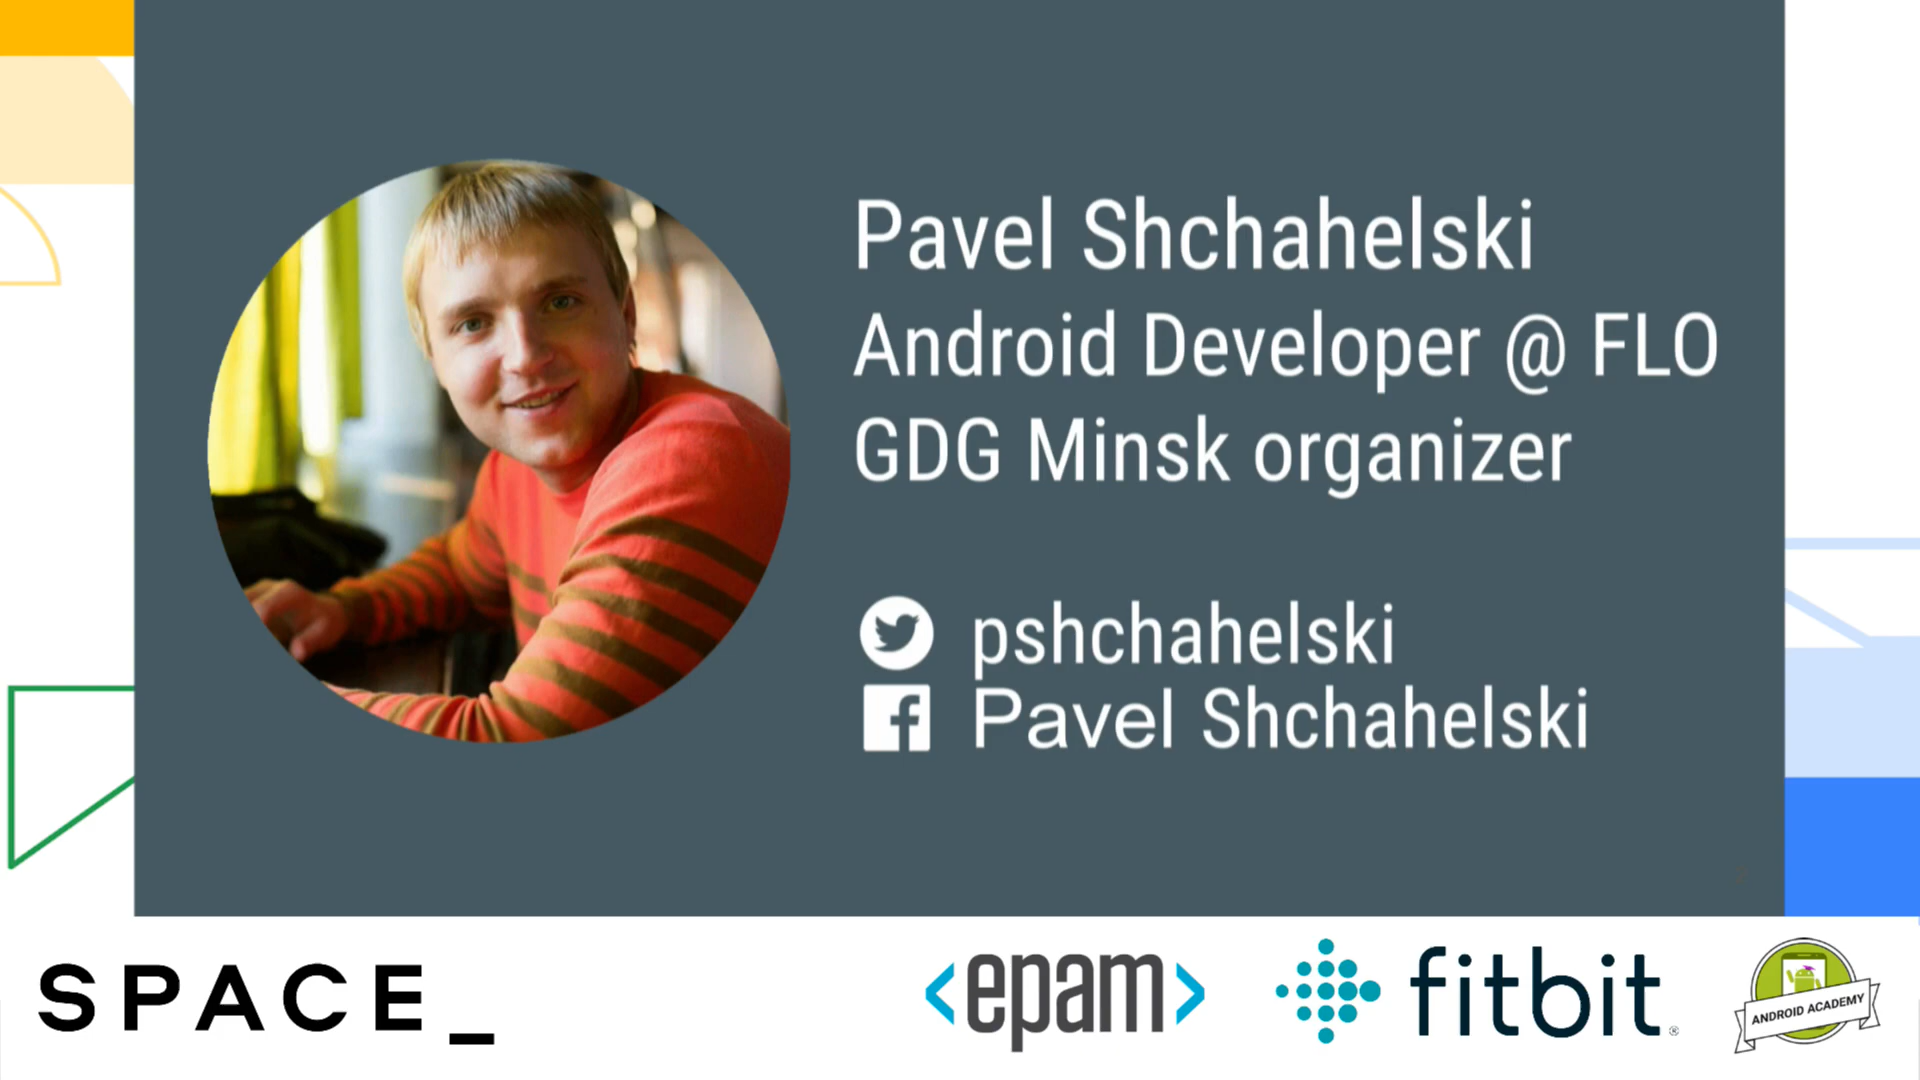 Pavel Shchahelski
Android Developer @ FLO
GDG Minsk organizer
pshchahelski
Pavel Shchahelski
SPACE_
<epam>
fitbit®
ANDROID ACADEMY